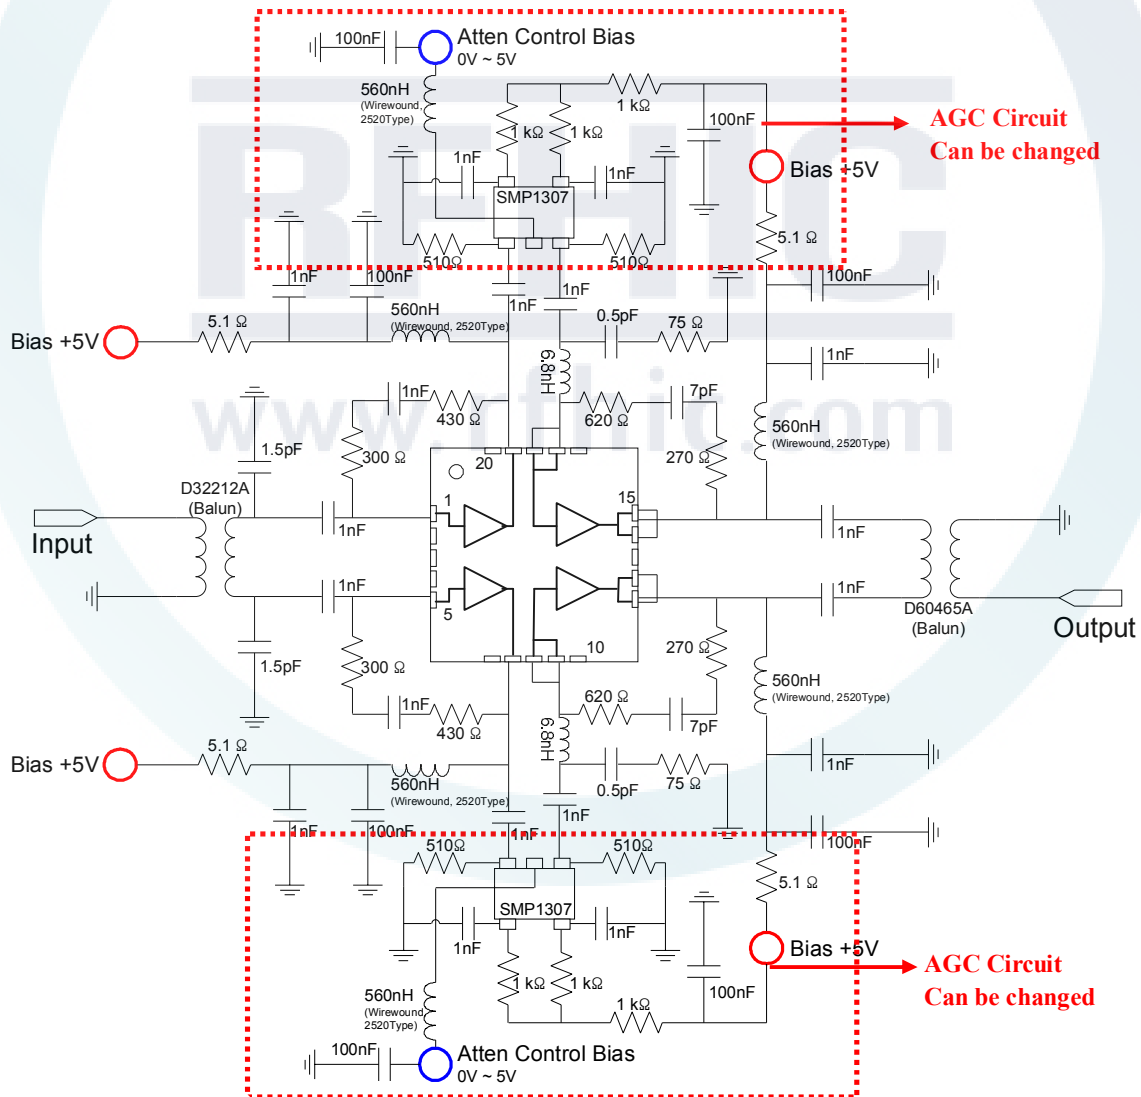 Atten Control Bias
0V ~ 5V
100nF
560nH
(Wirewound,
2520Type)
1 kΩ
1 kΩ
1 kΩ
100nF
AGC Circuit
Can be changed
1nF
1nF
Bias +5V
SMP1307
5.1 Ω
510Ω
510Ω
RFHIC
1nF
100nF
1nF
1nF
100nF
560nH
(Wirewound, 2520Type)
0.5pF
75 Ω
5.1 Ω
Bias +5V
1nF
6.8nH
www.rfhic.com
1nF
430 Ω
7pF
620 Ω
560nH
(Wirewound, 2520Type)
1.5pF
300 Ω
270 Ω
20
D32212A
(Balun)
1
15
Input
1nF
1nF
1nF
1nF
5
10
D60465A
(Balun)
Output
1.5pF
300 Ω
270 Ω
560nH
(Wirewound, 2520Type)
1nF
430 Ω
620 Ω
7pF
6.8nH
5.1 Ω
Bias +5V
560nH
(Wirewound, 2520Type)
0.5pF
75 Ω
1nF
1nF
100nF
1nF
1nF
100nF
510Ω
510Ω
5.1 Ω
SMP1307
1nF
1nF
Bias +5V
AGC Circuit
Can be changed
560nH
(Wirewound,
2520Type)
1 kΩ
1 kΩ
1 kΩ
100nF
100nF
Atten Control Bias
0V ~ 5V